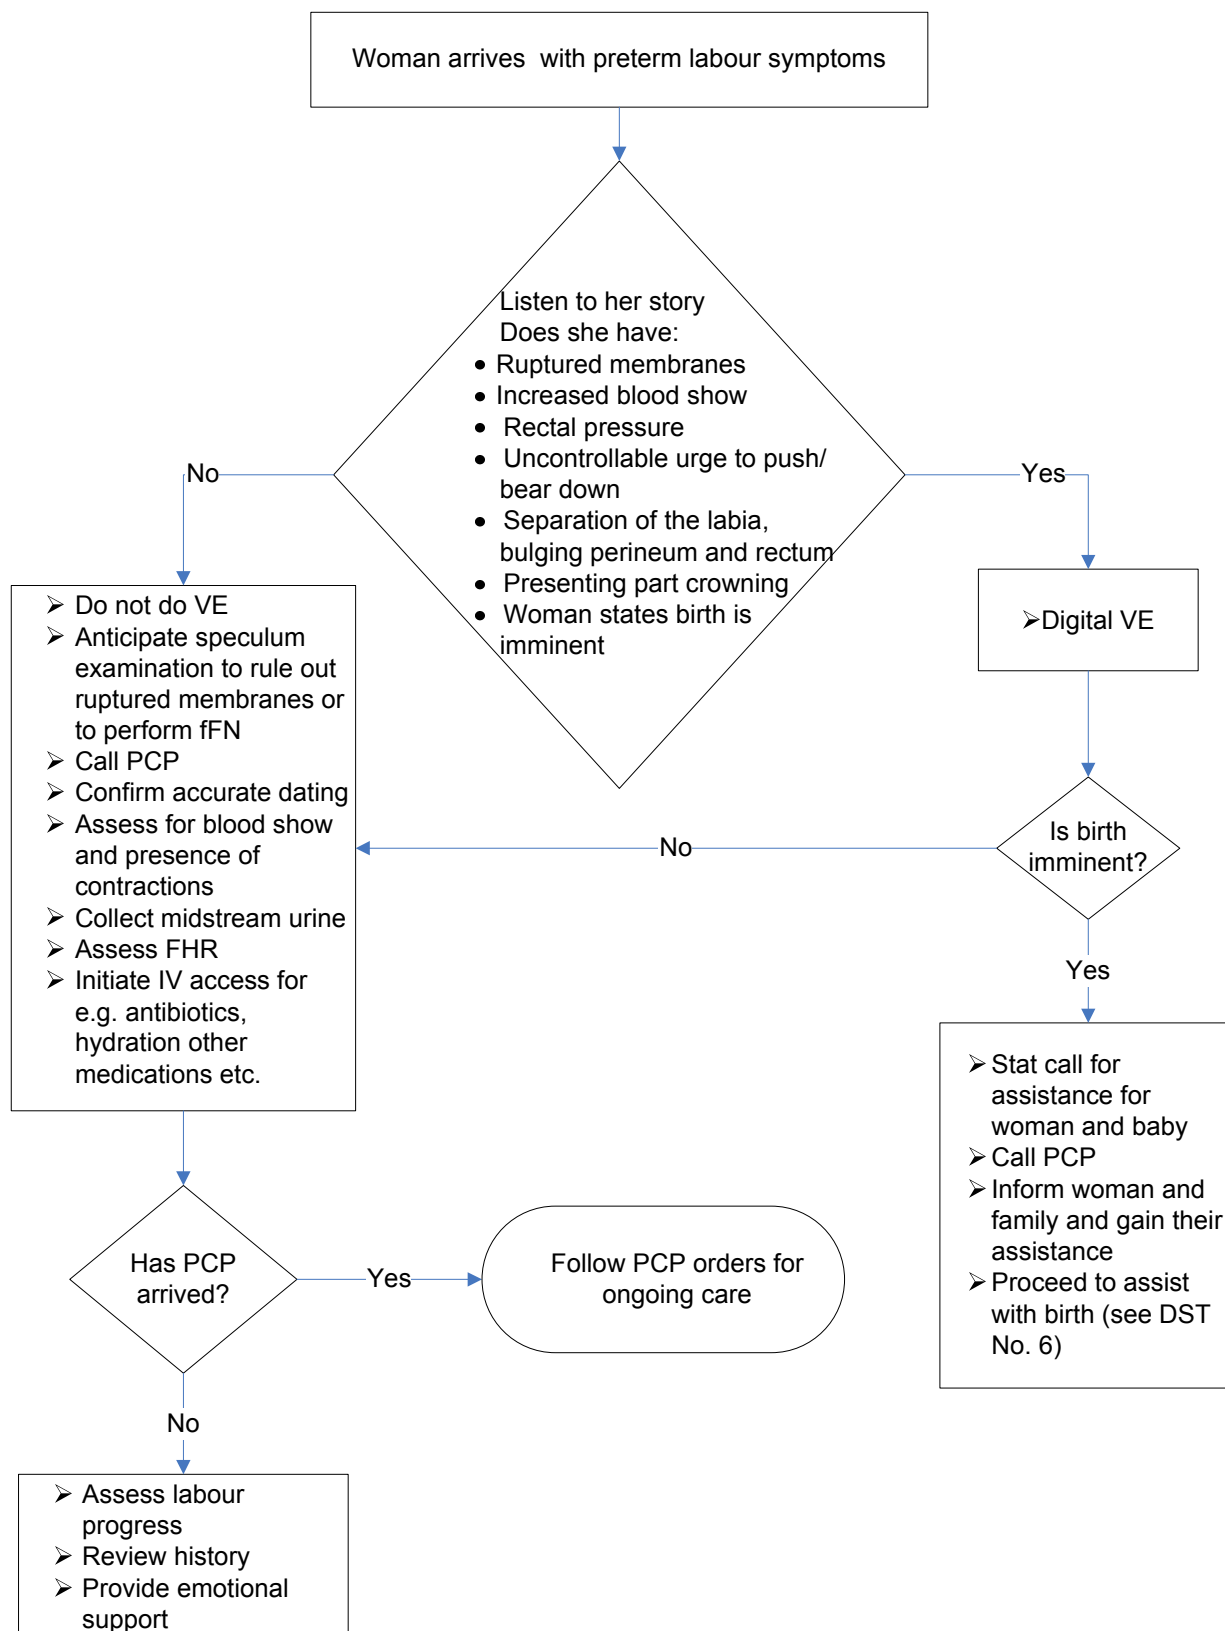 Woman arrives with preterm labour symptoms
Listen to her story
Does she have:
• Ruptured membranes
• Increased blood show
• Rectal pressure
• Uncontrollable urge to push/
bear down
• Separation of the labia,
bulging perineum and rectum
• Presenting part crowning
• Woman states birth is
imminent
No
Yes
➢ Do not do VE
➢ Anticipate speculum
examination to rule out
ruptured membranes or
to perform fFN
➢ Call PCP
➢ Confirm accurate dating
➢ Assess for blood show
and presence of
contractions
➢ Collect midstream urine
➢ Assess FHR
➢ Initiate IV access for
e.g. antibiotics,
hydration other
medications etc.
➢ Digital VE
Is birth
imminent?
No
Yes
➢ Stat call for
assistance for
woman and baby
➢ Call PCP
➢ Inform woman and
family and gain their
assistance
➢ Proceed to assist
with birth (see DST
No. 6)
Has PCP
arrived?
Yes
Follow PCP orders for
ongoing care
No
➢ Assess labour
progress
➢ Review history
➢ Provide emotional
support